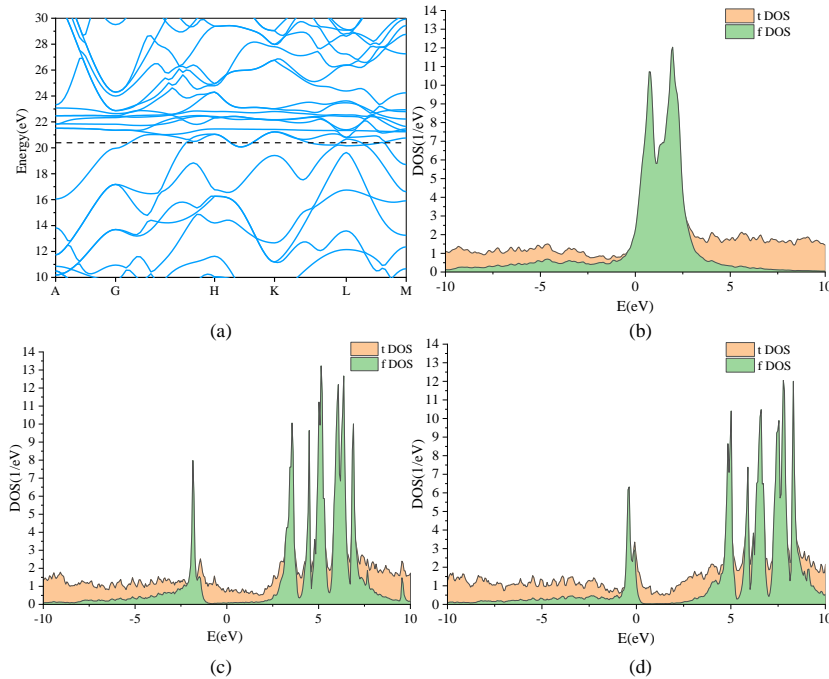 30
28
26
24
22
20
18
16
14
12
10
Energy(eV)
A G H K L M
(a)
t DOS
f DOS
14
13
12
11
10
9
8
7
6
5
4
3
2
1
0
DOS(1/eV)
-10 -5 0 5 10
E(eV)
(b)
t DOS
f DOS
14
13
12
11
10
9
8
7
6
5
4
3
2
1
0
DOS(1/eV)
-10 -5 0 5 10
E(eV)
(c)
t DOS
f DOS
14
13
12
11
10
9
8
7
6
5
4
3
2
1
0
DOS(1/eV)
-10 -5 0 5 10
E(eV)
(d)